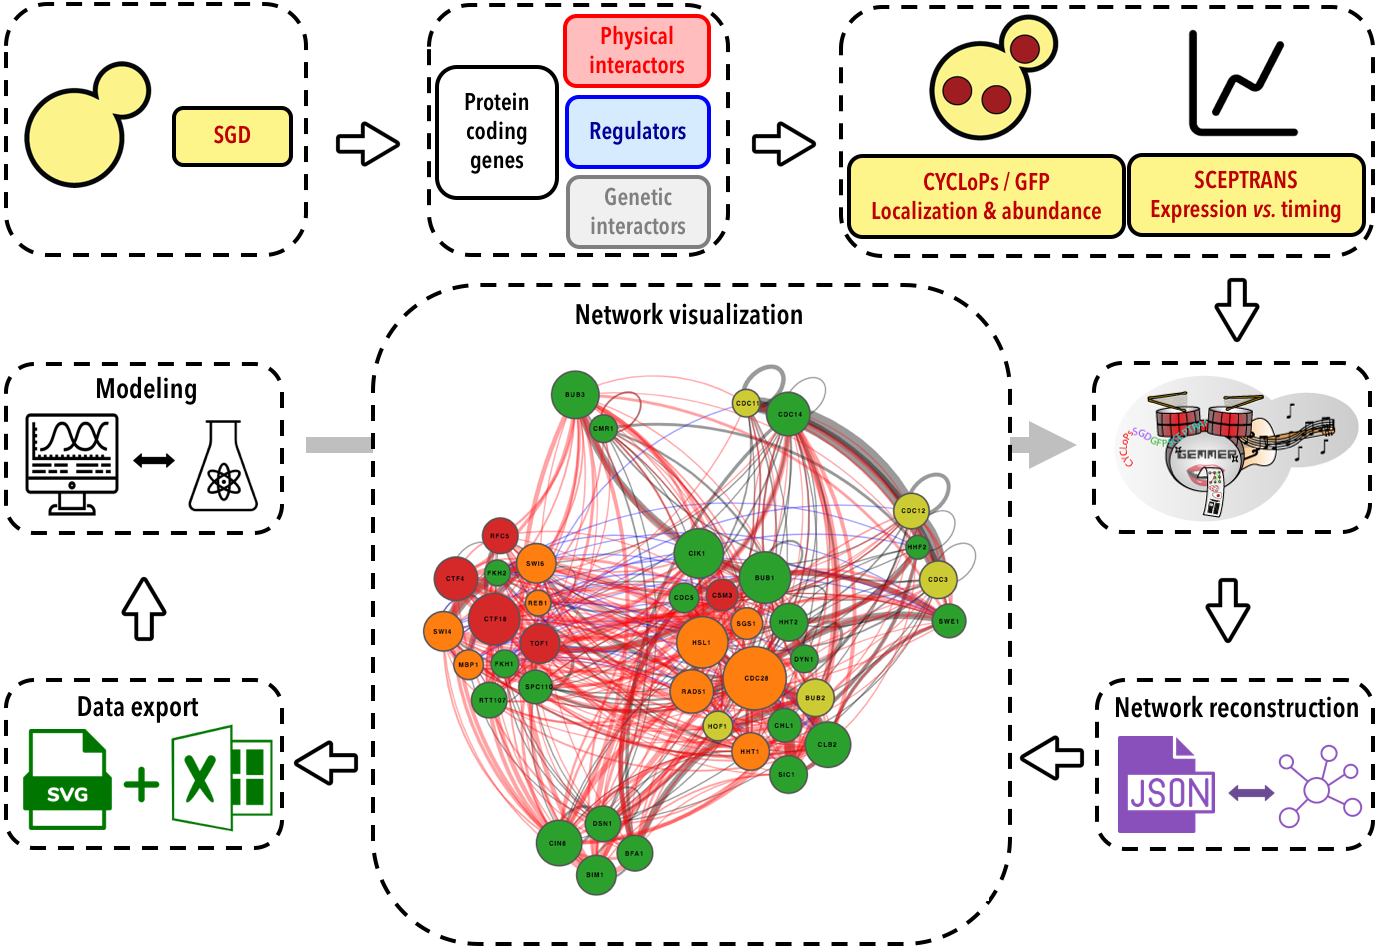 SGD
Protein
coding
genes
Physical
interactors
Regulators
Genetic
interactors
CYCLoPs / GFP
Localization & abundance
SCEPTRANS
Expression vs. timing
Network visualization
BUB3
CMR1
CDC11
CDC14
CDC12
HHF2
CDC3
SWE1
RFC5
SWI6
FKH2
CTF4
REB1
CTF18
SWI4
TOF1
MBP1
FKH1
SPC110
RTT107
CIK1
BUB1
CDC5
CSM3
SGS1
HHT2
HSL1
DYN1
CDC28
RAD51
BUB2
HOF1
CHL1
HHT1
CLB2
SIC1
DSN1
CIN8
BFA1
BIM1
Modeling
CYCLoPs
SGD
GFP
GEMMER
Data export
SVG
+
X
Network reconstruction
JSON